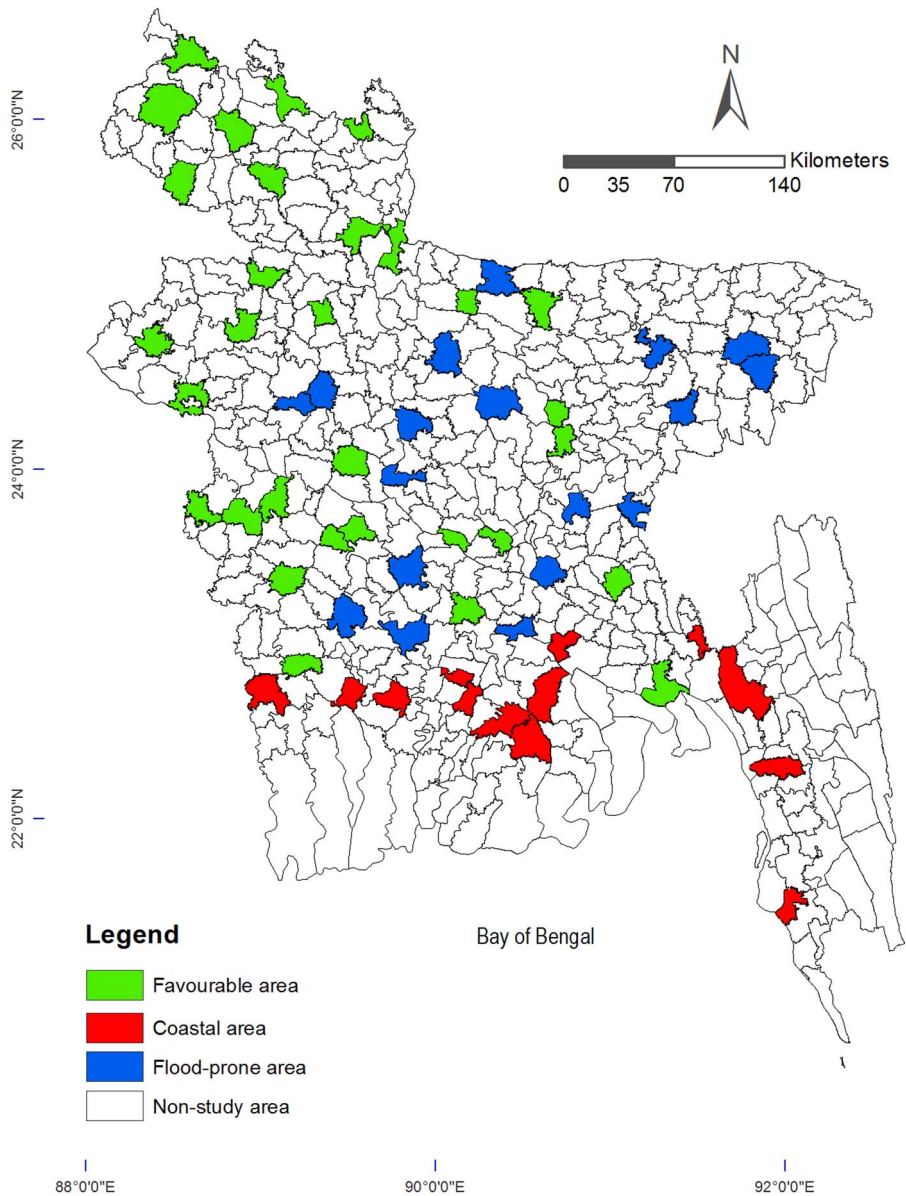 N
26°0'0"N
Kilometers
0 35 70 140
24°0'0"N
22°0'0"N
Legend
Bay of Bengal
Favourable area
Coastal area
Flood-prone area
Non-study area
88°0'0"E 90°0'0"E 92°0'0"E